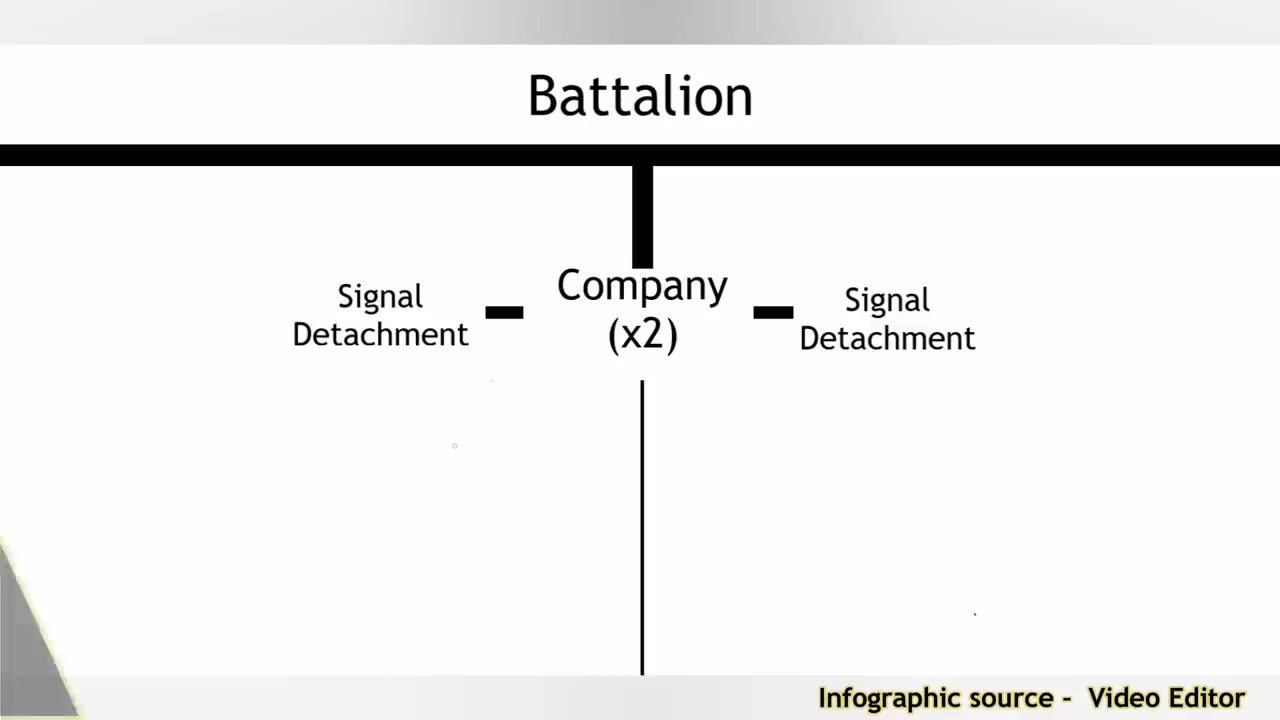 Battalion
Signal
Detachment
Company
(x2)
Signal
Detachment
Infographic source -  Video Editor